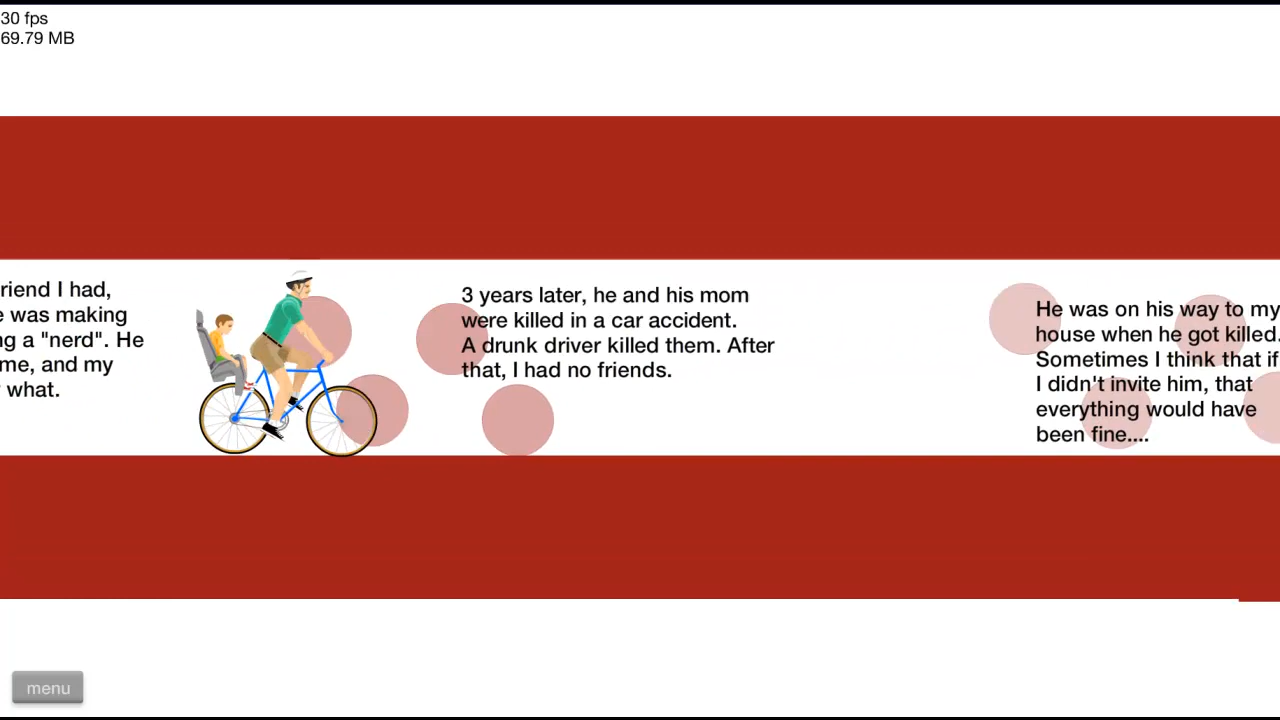 30 fps
69.79 MB
riend I had,
e was making
ng a "nerd". He
me, and my
what.
3 years later, he and his mom
were killed in a car accident.
A drunk driver killed them. After
that, I had no friends.
He was on his way to my
house when he got killed.
Sometimes I think that if
I didn't invite him, that
everything would have
been fine....
menu